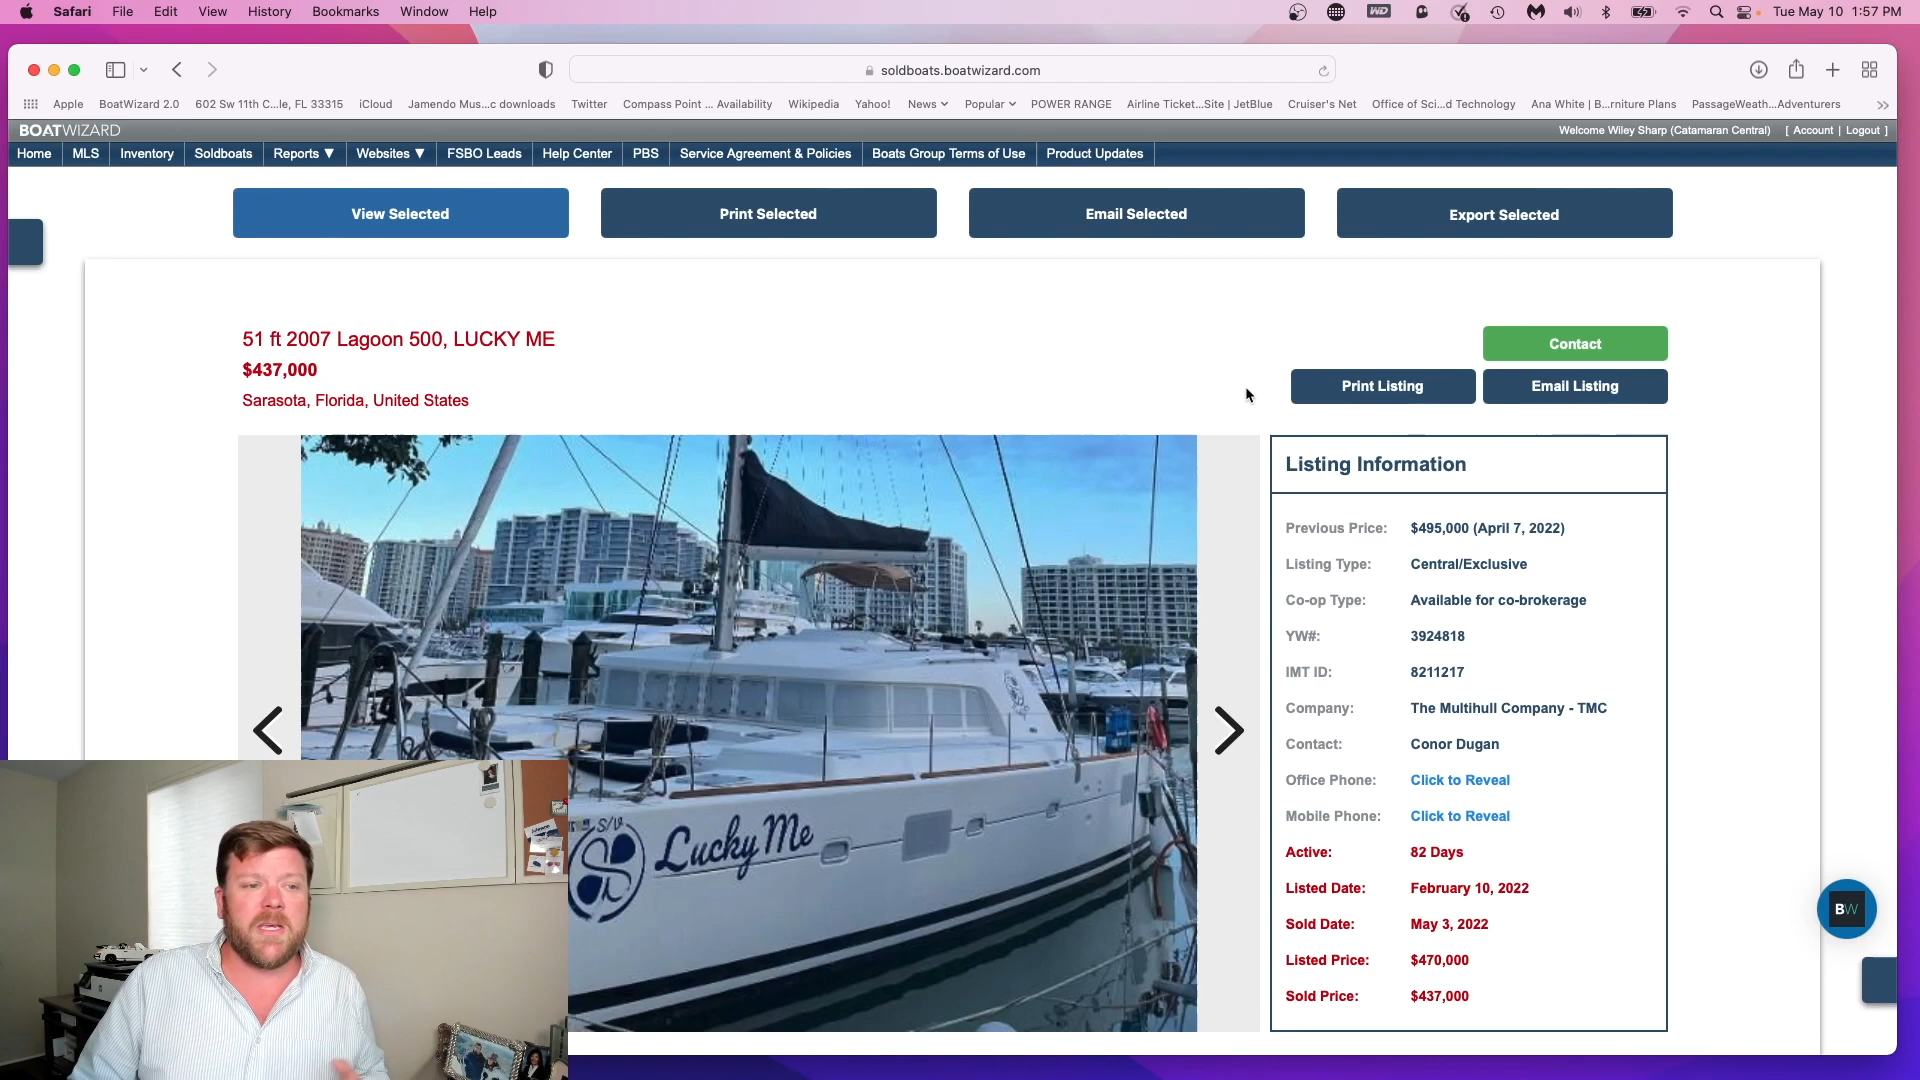 Safari File Edit View History Bookmarks Window Help
WD
Tue May 10 1:57 PM
soldboats.boatwizard.com
Apple BoatWizard 2.0 602 Sw 11th C...le, FL 33315 iCloud Jamendo Mus...c downloads Twitter Compass Point ... Availability Wikipedia Yahoo! News Popular POWER RANGE Airline Ticket...Site | JetBlue Cruiser's Net Office of Sci...d Technology Ana White | B...rniture Plans PassageWeath...Adventurers
BOATWIZARD
Welcome Wiley Sharp (Catamaran Central) [ Account | Logout ]
Home MLS Inventory Soldboats Reports ▼ Websites ▼ FSBO Leads Help Center PBS Service Agreement & Policies Boats Group Terms of Use Product Updates
View Selected Print Selected Email Selected Export Selected
51 ft 2007 Lagoon 500, LUCKY ME
$437,000
Sarasota, Florida, United States
Contact
Print Listing Email Listing
Listing Information
Previous Price: $495,000 (April 7, 2022)
Listing Type: Central/Exclusive
Co-op Type: Available for co-brokerage
YW#: 3924818
IMT ID: 8211217
Company: The Multihull Company - TMC
Contact: Conor Dugan
Office Phone: Click to Reveal
Mobile Phone: Click to Reveal
Active: 82 Days
Listed Date: February 10, 2022
Sold Date: May 3, 2022
Listed Price: $470,000
Sold Price: $437,000
S/V
Lucky Me
BW